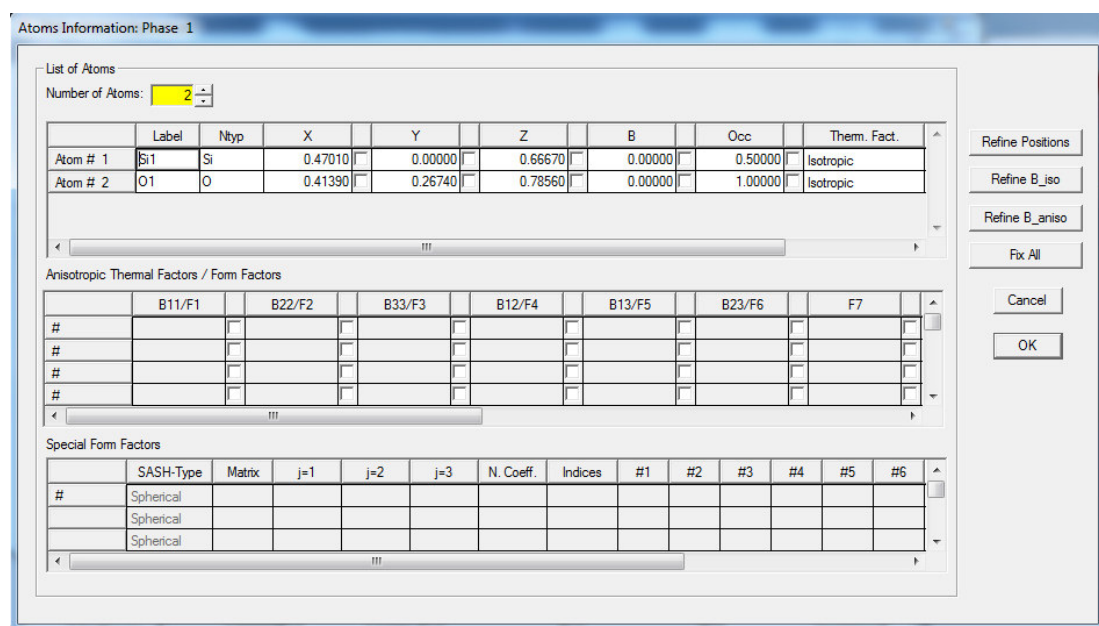 Atoms Information: Phase 1
List of Atoms
Number of Atoms: 2
Label Ntyp X Y Z B Occ Therm. Fact.
Atom # 1 Si1 Si 0.47010 0.00000 0.66670 0.00000 0.50000 Isotropic
Atom # 2 O1 O 0.41390 0.26740 0.78560 0.00000 1.00000 Isotropic
Refine Positions
Refine B_iso
Refine B_aniso
Fix All
Cancel
OK
Anisotropic Thermal Factors / Form Factors
B11/F1 B22/F2 B33/F3 B12/F4 B13/F5 B23/F6 F7
#
#
#
#
Special Form Factors
SASH-Type Matrix j=1 j=2 j=3 N. Coeff. Indices #1 #2 #3 #4 #5 #6
# Spherical
Spherical
Spherical